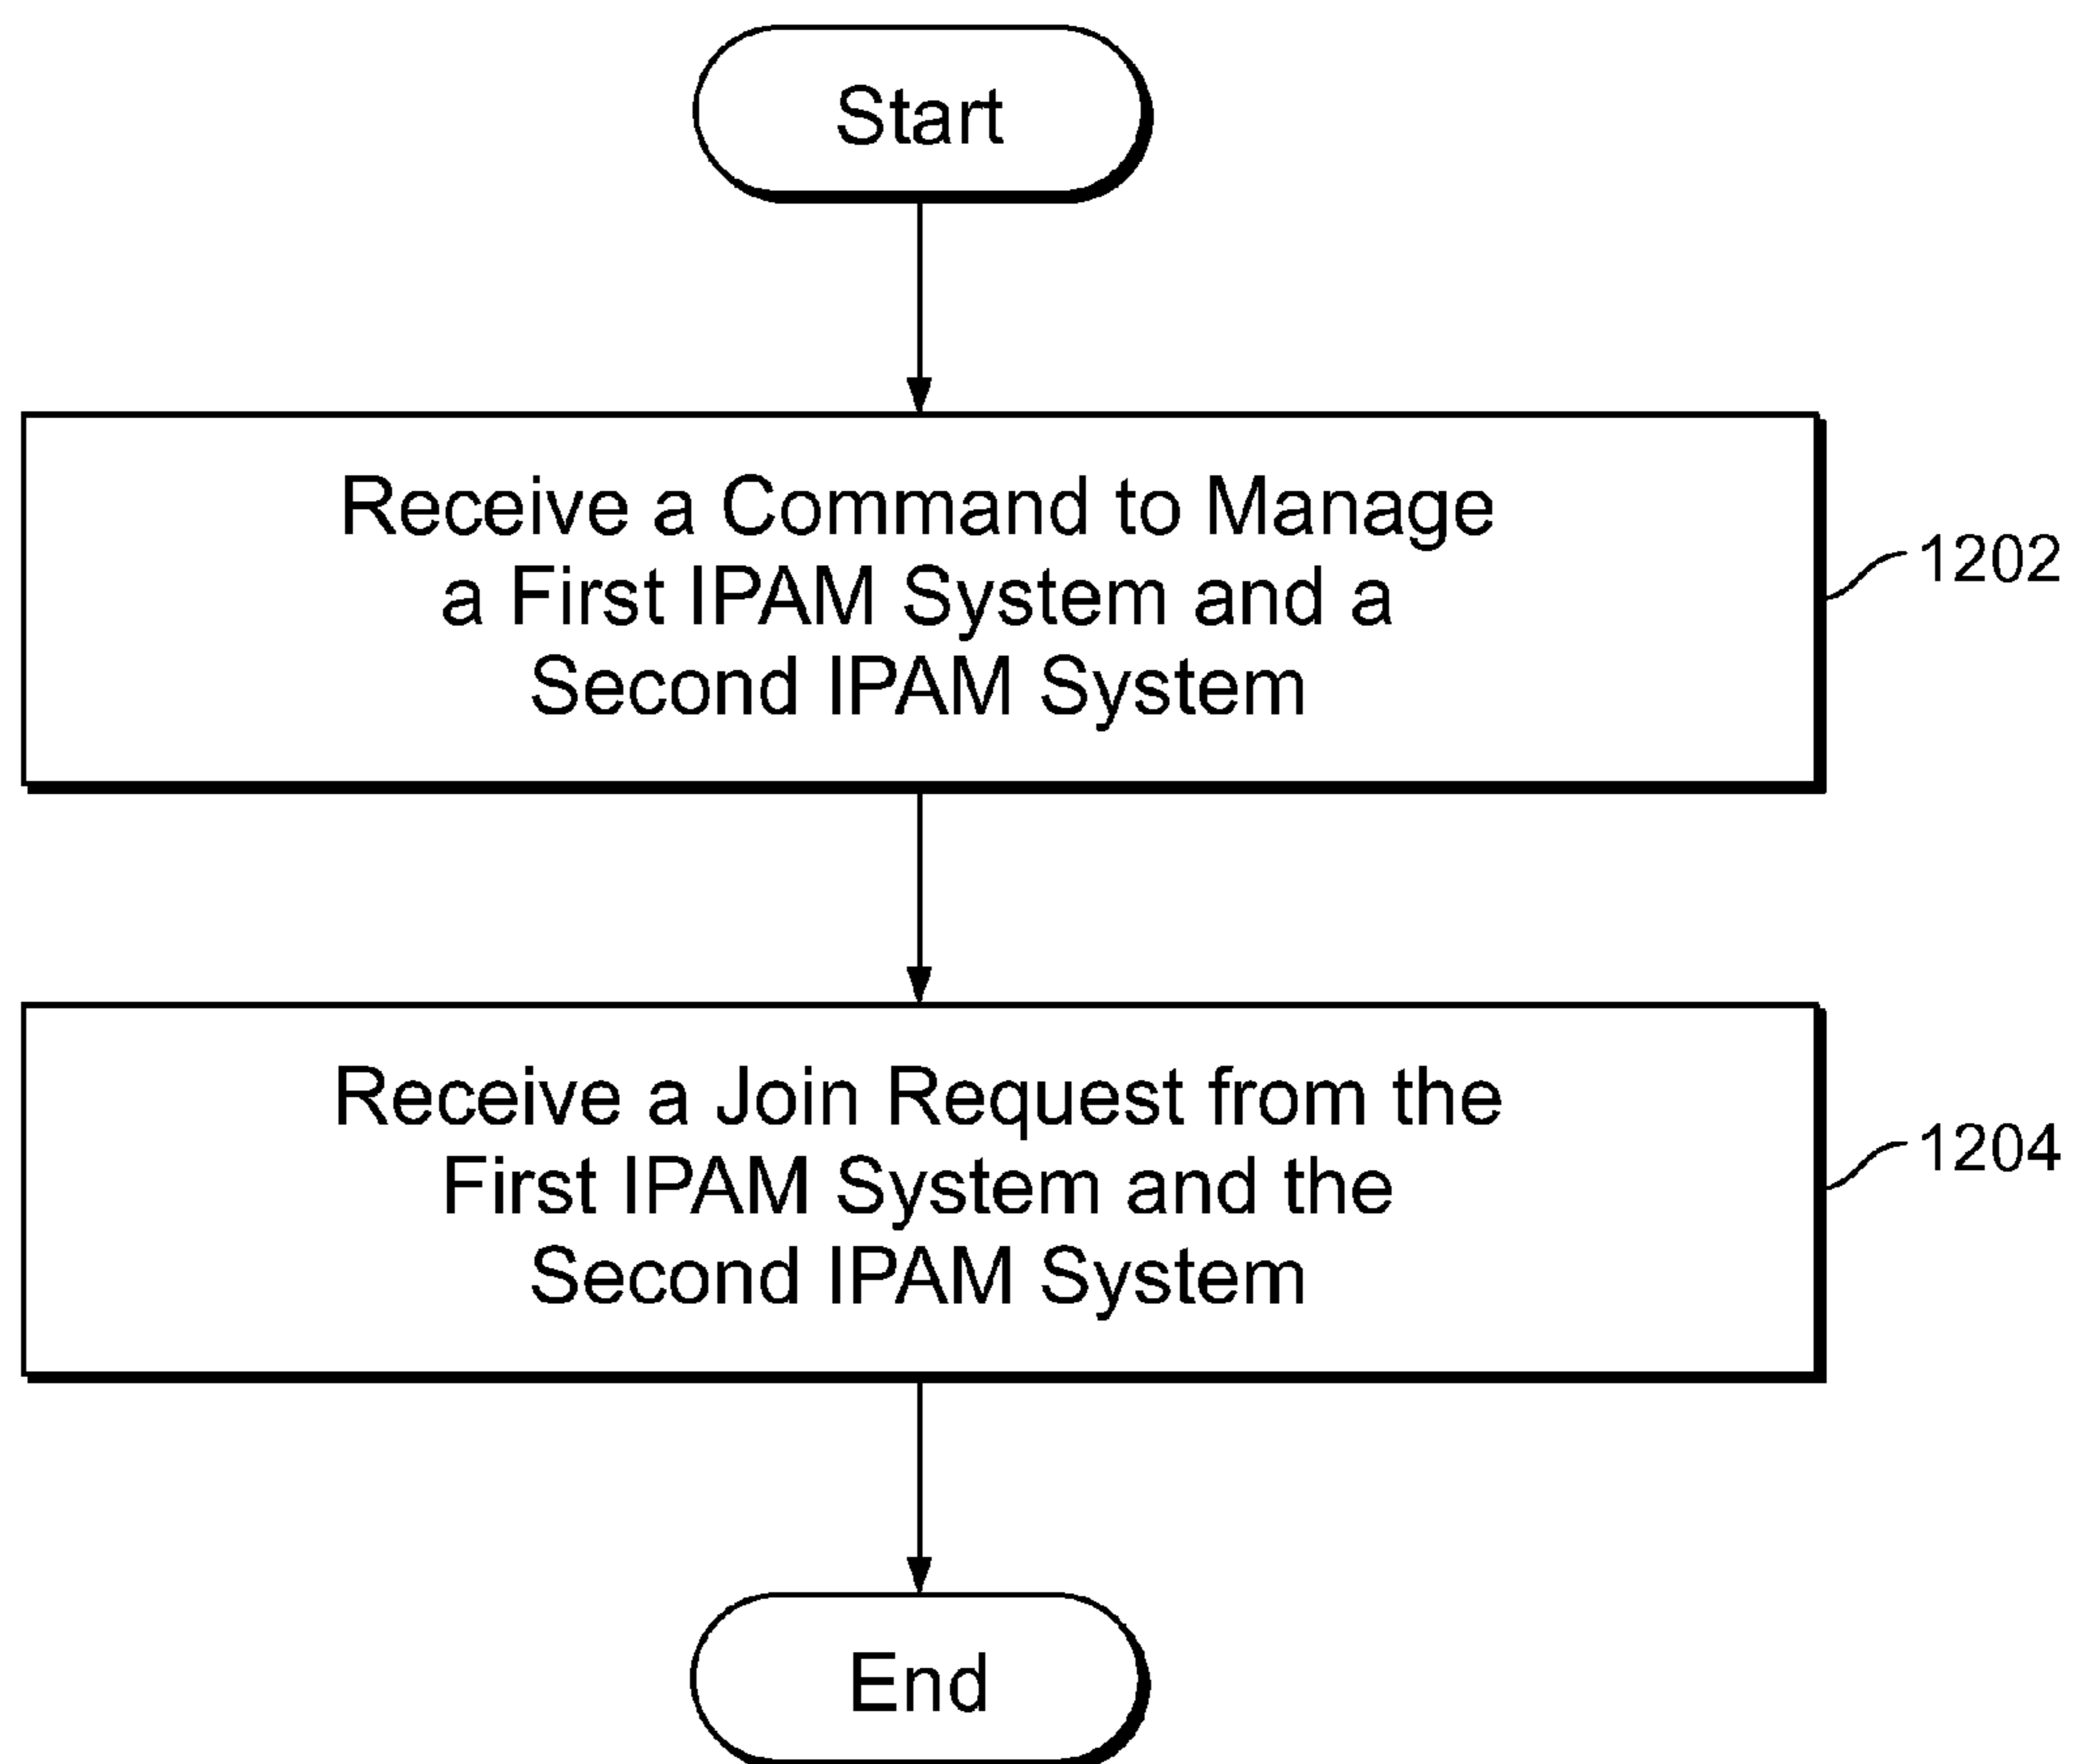 Start
Receive a Command to Manage
a First IPAM System and a
Second IPAM System
1202
Receive a Join Request from the
First IPAM System and the
Second IPAM System
1204
End